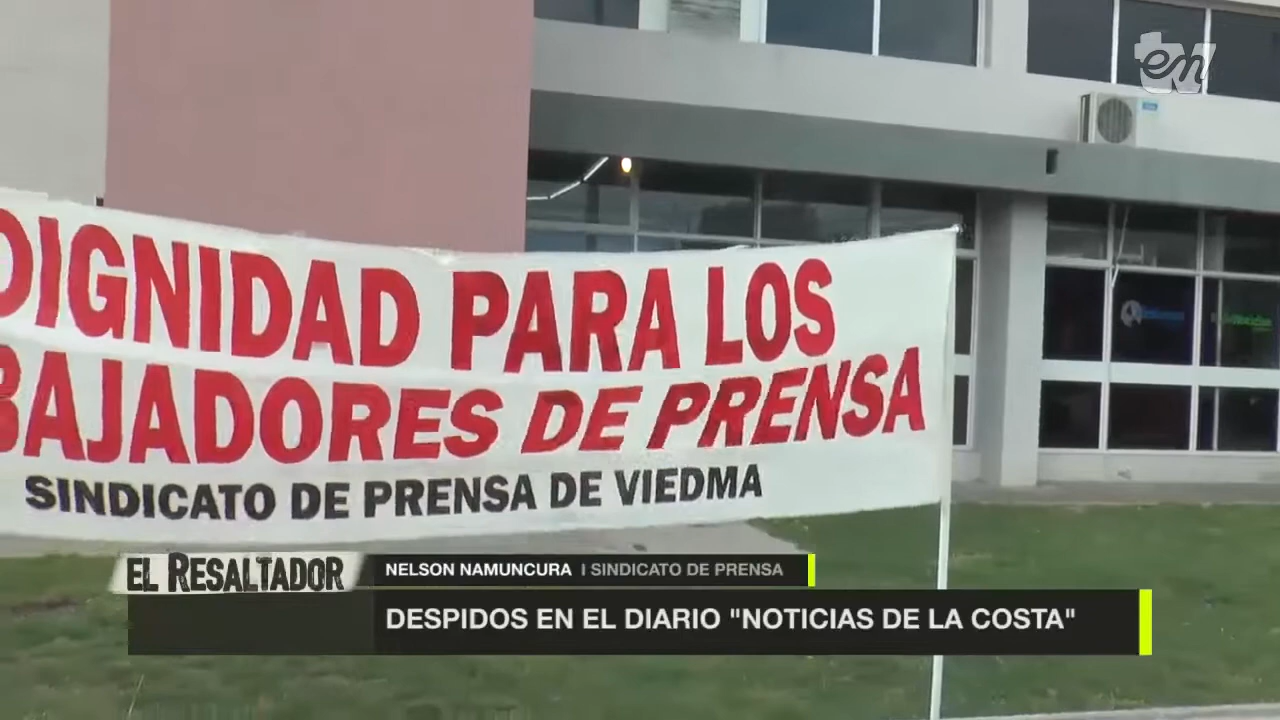 en
DIGNIDAD PARA LOS
BAJADORES DE PRENSA
SINDICATO DE PRENSA DE VIEDMA
EL RESALTADOR
NELSON NAMUNCURA | SINDICATO DE PRENSA
DESPIDOS EN EL DIARIO "NOTICIAS DE LA COSTA"